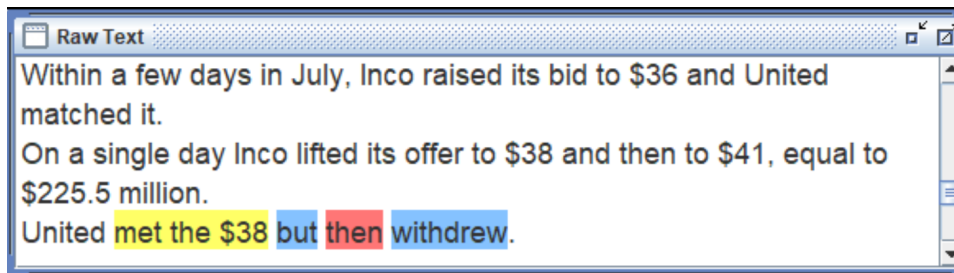 Raw Text
Within a few days in July, Inco raised its bid to $36 and United
matched it.
On a single day Inco lifted its offer to $38 and then to $41, equal to
$225.5 million.
United met the $38 but then withdrew.